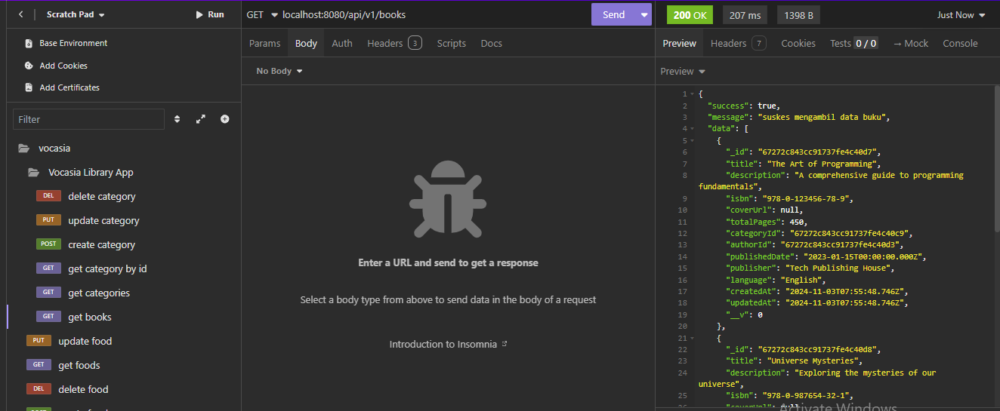 Scratch Pad
Run
Base Environment
Add Cookies
Add Certificates
Filter
vocasia
Vocasia Library App
DEL delete category
PUT update category
POST create category
GET get category by id
GET get categories
GET get books
PUT update food
GET get foods
DEL delete food
GET localhost:8080/api/v1/books
Send
Params Body Auth Headers 3 Scripts Docs
No Body
Enter a URL and send to get a response
Select a body type from above to send data in the body of a request
Introduction to Insomnia
200 OK 207 ms 1398 B Just Now
Preview Headers 7 Cookies Tests 0 / 0 → Mock Console
Preview
1 {
2 "success": true,
3 "message": "suskes mengambil data buku",
4 "data": [
5 {
6 "_id": "67272c843cc91737fe4c40d7",
7 "title": "The Art of Programming",
8 "description": "A comprehensive guide to programming
fundamentals",
9 "isbn": "978-0-123456-78-9",
10 "coverUrl": null,
11 "totalPages": 450,
12 "categoryId": "67272c843cc91737fe4c40c9",
13 "authorId": "67272c843cc91737fe4c40d3",
14 "publishedDate": "2023-01-15T00:00:00.000Z",
15 "publisher": "Tech Publishing House",
16 "language": "English",
17 "createdAt": "2024-11-03T07:55:48.746Z",
18 "updatedAt": "2024-11-03T07:55:48.746Z",
19 "__v": 0
20 },
21 {
22 "_id": "67272c843cc91737fe4c40d8",
23 "title": "Universe Mysteries",
24 "description": "Exploring the mysteries of our
universe",
25 "isbn": "978-0-987654-32-1",
26 "coverUrl": null,
Activate Windows